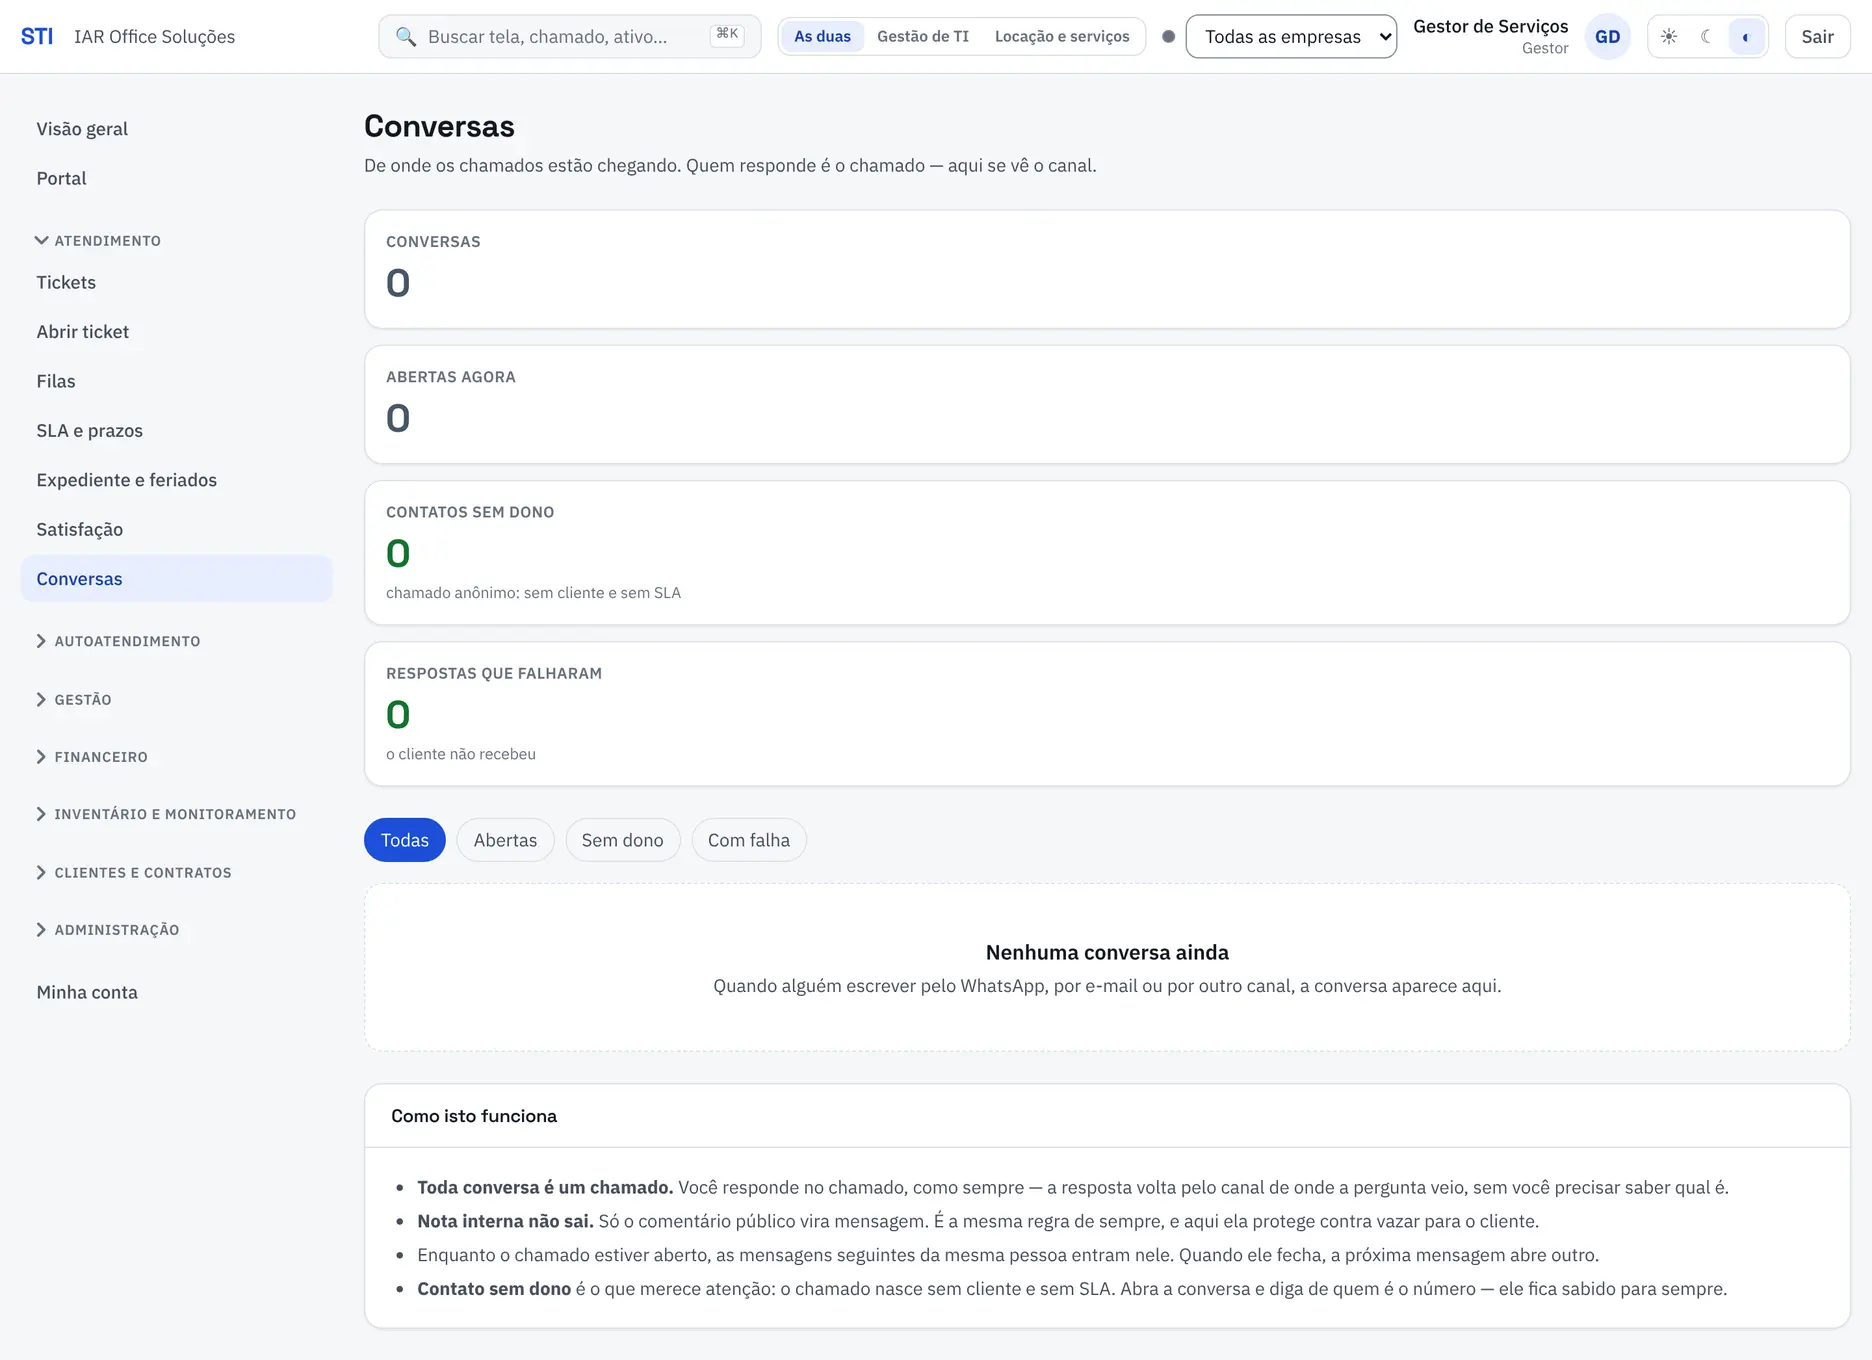 STI IAR Office Soluções
Buscar tela, chamado, ativo... ⌘K
As duas Gestão de TI Locação e serviços
Todas as empresas
Gestor de Serviços
Gestor
GD
Sair
Visão geral
Portal
ATENDIMENTO
Tickets
Abrir ticket
Filas
SLA e prazos
Expediente e feriados
Satisfação
Conversas
AUTOATENDIMENTO
GESTÃO
FINANCEIRO
INVENTÁRIO E MONITORAMENTO
CLIENTES E CONTRATOS
ADMINISTRAÇÃO
Minha conta
Conversas
De onde os chamados estão chegando. Quem responde é o chamado — aqui se vê o canal.
CONVERSAS
0
ABERTAS AGORA
0
CONTATOS SEM DONO
0
chamado anônimo: sem cliente e sem SLA
RESPOSTAS QUE FALHARAM
0
o cliente não recebeu
Todas Abertas Sem dono Com falha
Nenhuma conversa ainda
Quando alguém escrever pelo WhatsApp, por e-mail ou por outro canal, a conversa aparece aqui.
Como isto funciona
• Toda conversa é um chamado. Você responde no chamado, como sempre — a resposta volta pelo canal de onde a pergunta veio, sem você precisar saber qual é.
• Nota interna não sai. Só o comentário público vira mensagem. É a mesma regra de sempre, e aqui ela protege contra vazar para o cliente.
• Enquanto o chamado estiver aberto, as mensagens seguintes da mesma pessoa entram nele. Quando ele fecha, a próxima mensagem abre outro.
• Contato sem dono é o que merece atenção: o chamado nasce sem cliente e sem SLA. Abra a conversa e diga de quem é o número — ele fica sabido para sempre.